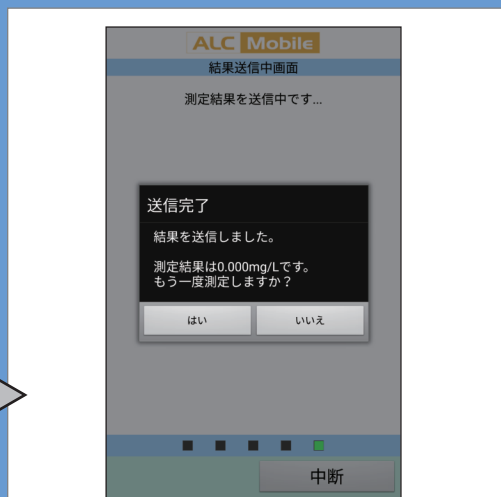 ALC Mobile
結果送信中画面
測定結果を送信中です...
送信完了
結果を送信しました。
測定結果は0.000mg/Lです。
もう一度測定しますか？
はい
いいえ
中断